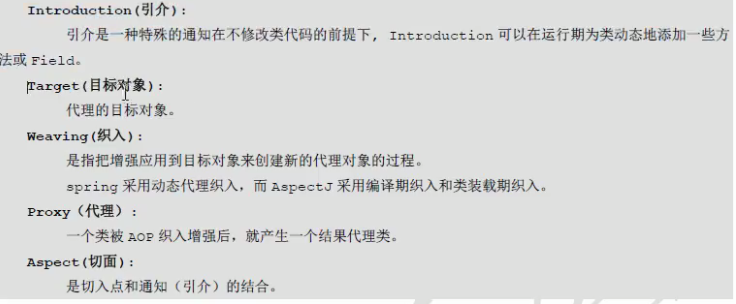 Introduction(引介):
引介是一种特殊的通知在不修改类代码的前提下, Introduction 可以在运行期为类动态地添加一些方
法或 Field。
Target(目标对象):
代理的目标对象。
Weaving(织入):
是指把增强应用到目标对象来创建新的代理对象的过程。
spring 采用动态代理织入，而 AspectJ 采用编译期织入和类装载期织入。
Proxy（代理）:
一个类被 AOP 织入增强后，就产生一个结果代理类。
Aspect(切面):
是切入点和通知（引介）的结合。